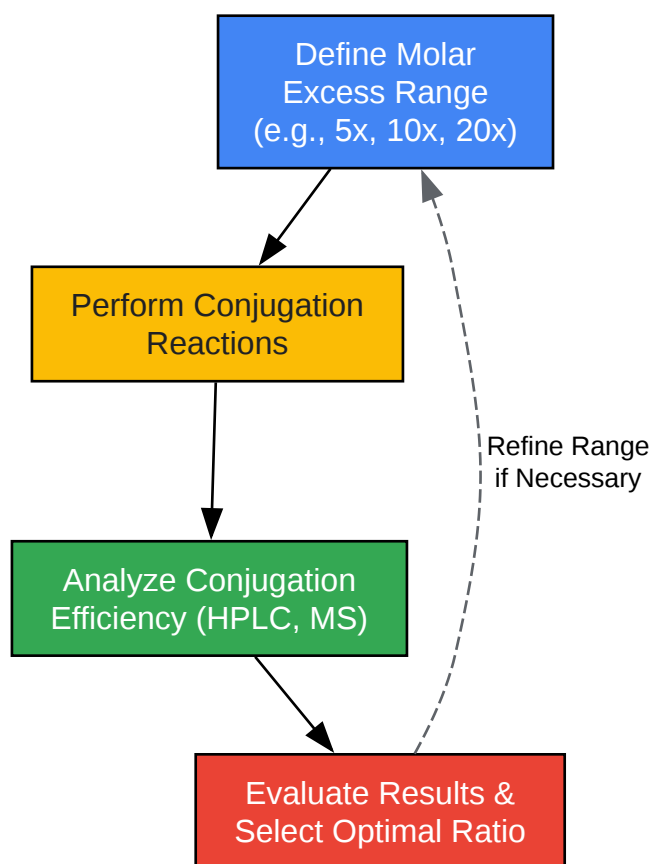 Define Molar
Excess Range
(e.g., 5x, 10x, 20x)
Perform Conjugation
Reactions
Refine Range
if Necessary
Analyze Conjugation
Efficiency (HPLC, MS)
Evaluate Results &
Select Optimal Ratio